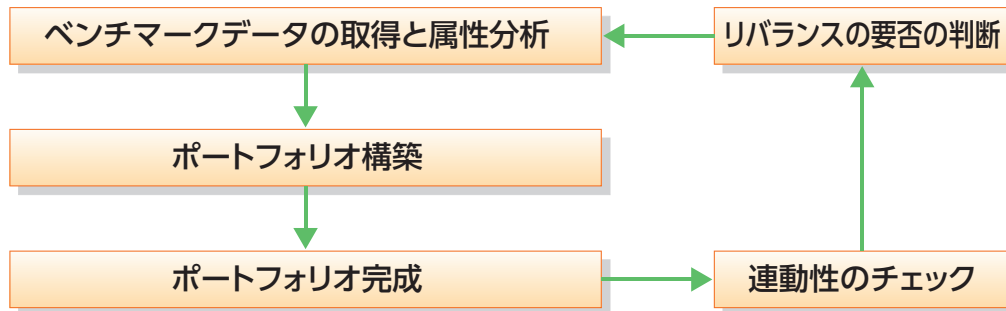 ベンチマークデータの取得と属性分析
リバランスの要否の判断
ポートフォリオ構築
ポートフォリオ完成
連動性のチェック